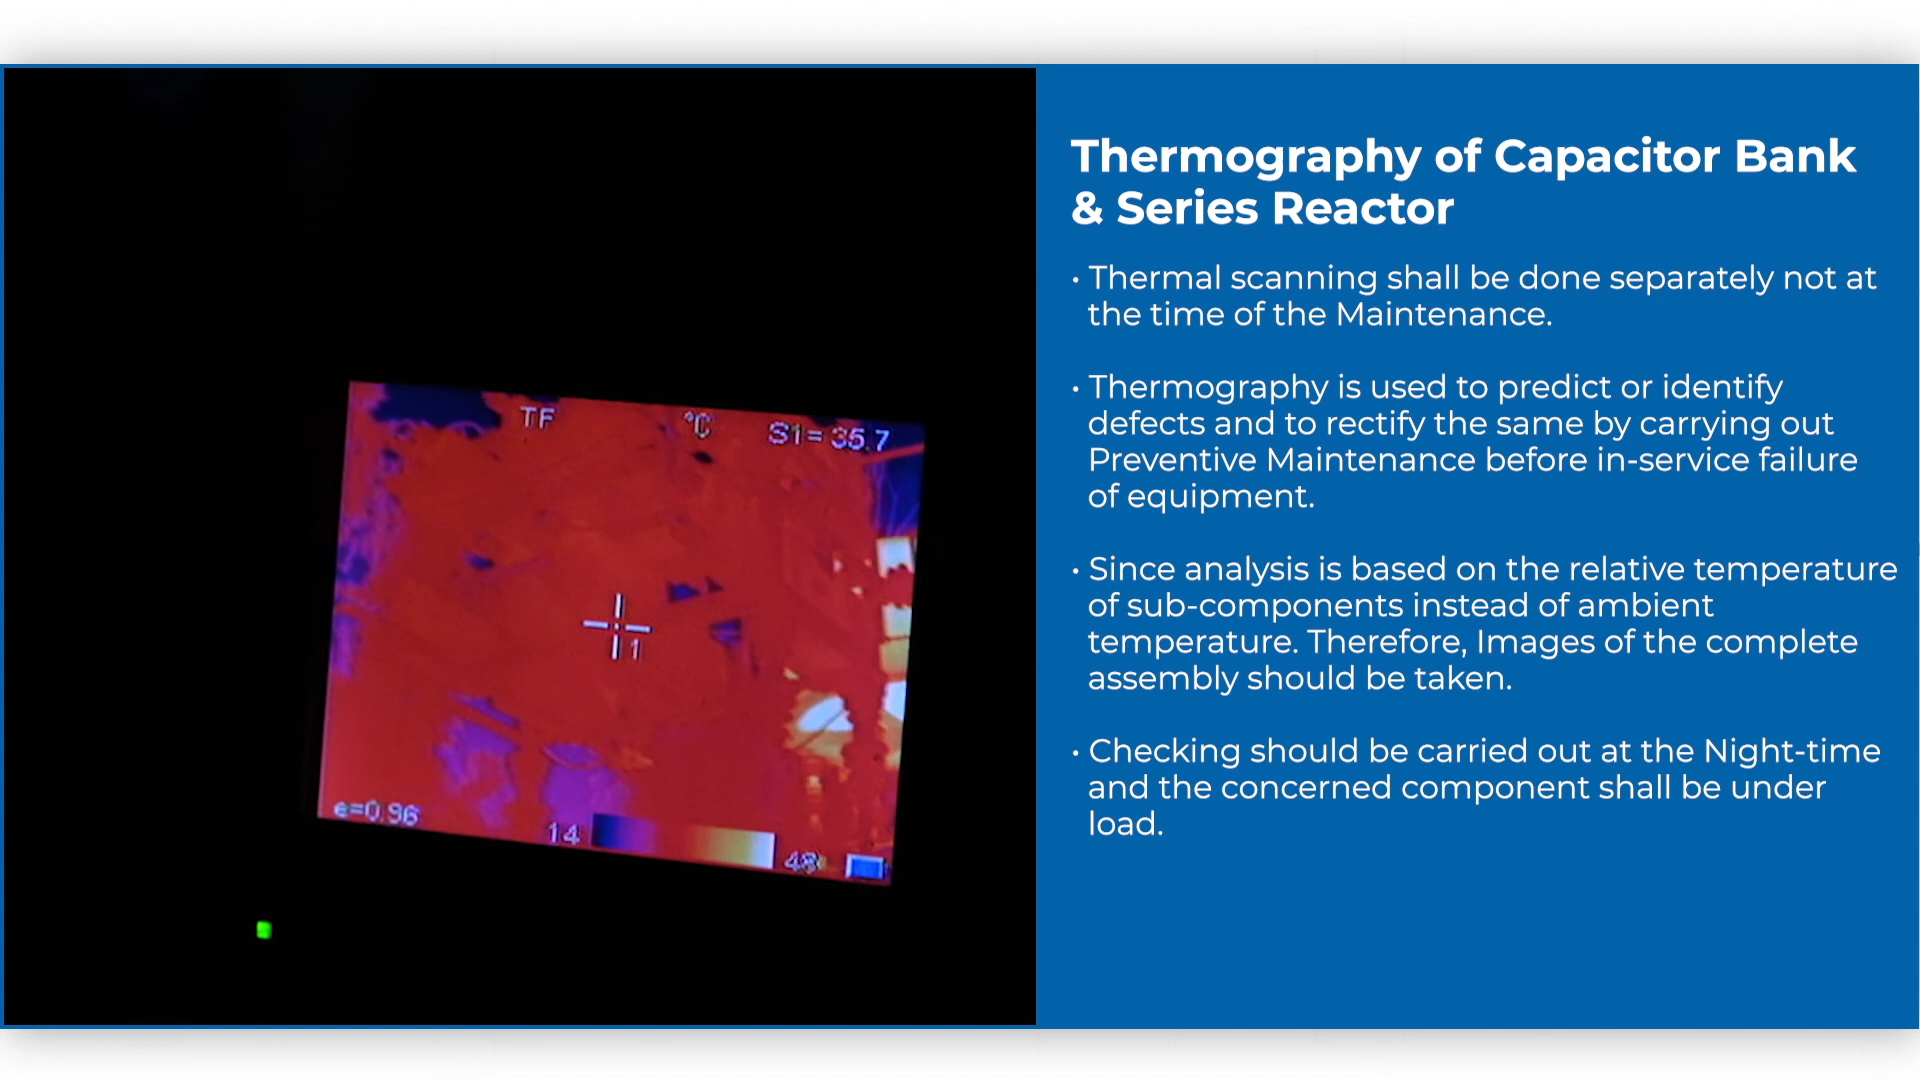 Thermography of Capacitor Bank
& Series Reactor
• Thermal scanning shall be done separately not at
the time of the Maintenance.
• Thermography is used to predict or identify
defects and to rectify the same by carrying out
Preventive Maintenance before in-service failure
of equipment.
• Since analysis is based on the relative temperature
of sub-components instead of ambient
temperature. Therefore, Images of the complete
assembly should be taken.
• Checking should be carried out at the Night-time
and the concerned component shall be under
load.
TF °C S1= 35.7
1
e=0.96
14